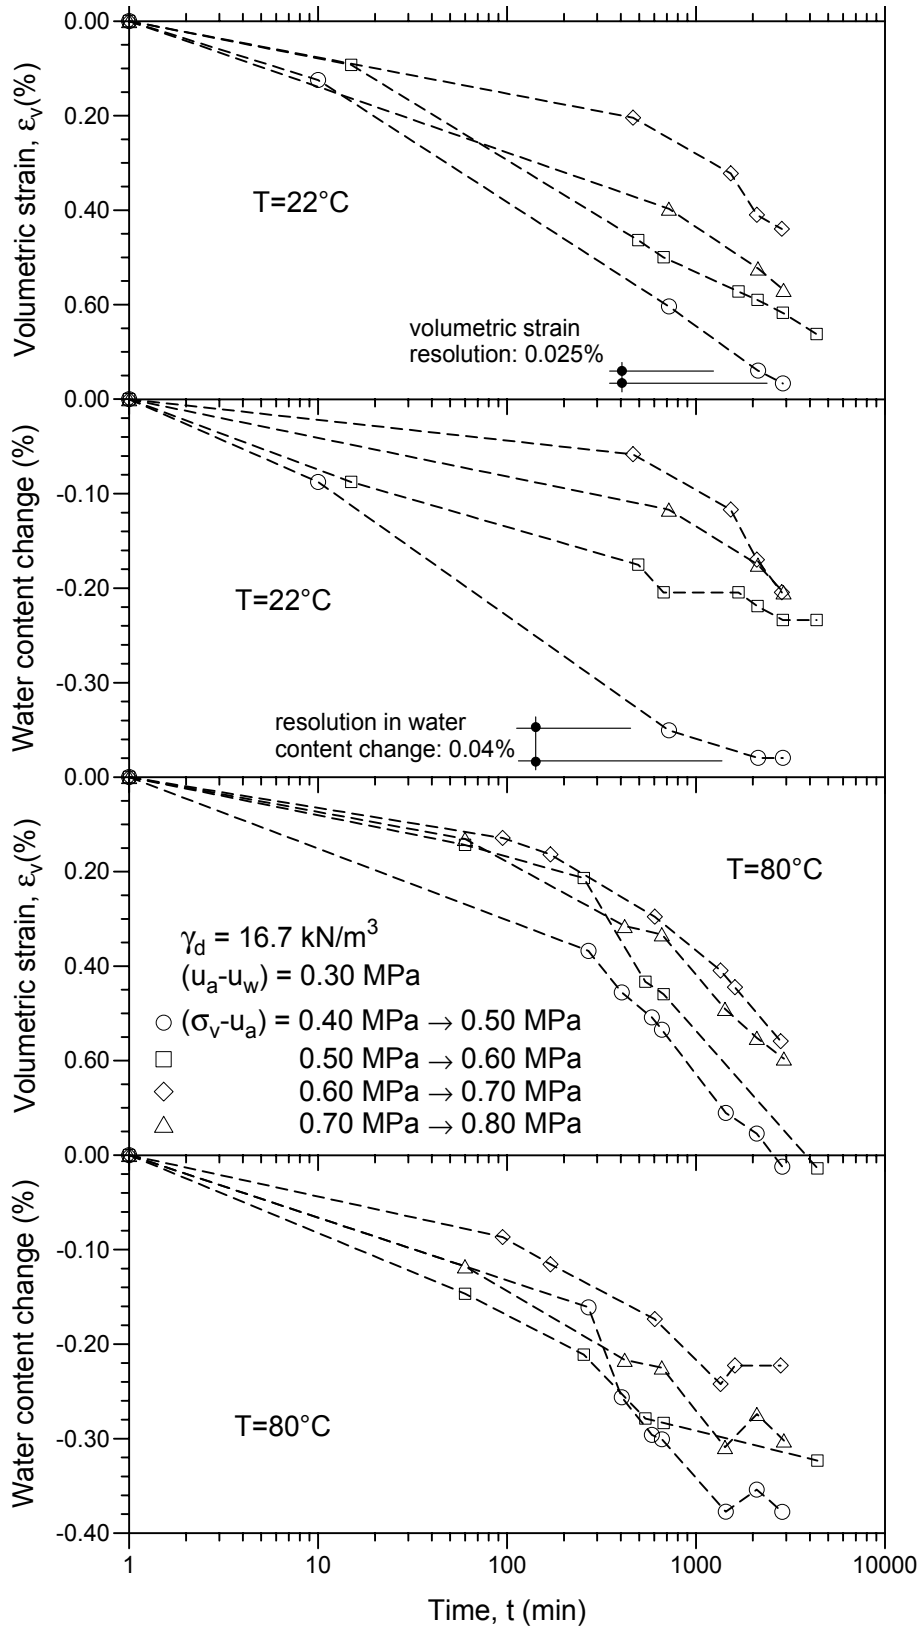 0.00
0.20
0.40
0.60
Volumetric strain, εv(%)
T=22°C
volumetric strain
resolution: 0.025%
0.00
-0.10
-0.20
-0.30
Water content change (%)
T=22°C
resolution in water
content change: 0.04%
0.00
0.20
0.40
0.60
Volumetric strain, εv(%)
T=80°C
γd = 16.7 kN/m³
(ua-uw) = 0.30 MPa
(σv-ua) = 0.40 MPa → 0.50 MPa
0.50 MPa → 0.60 MPa
0.60 MPa → 0.70 MPa
0.70 MPa → 0.80 MPa
0.00
-0.10
-0.20
-0.30
-0.40
Water content change (%)
T=80°C
1 10 100 1000 10000
Time, t (min)